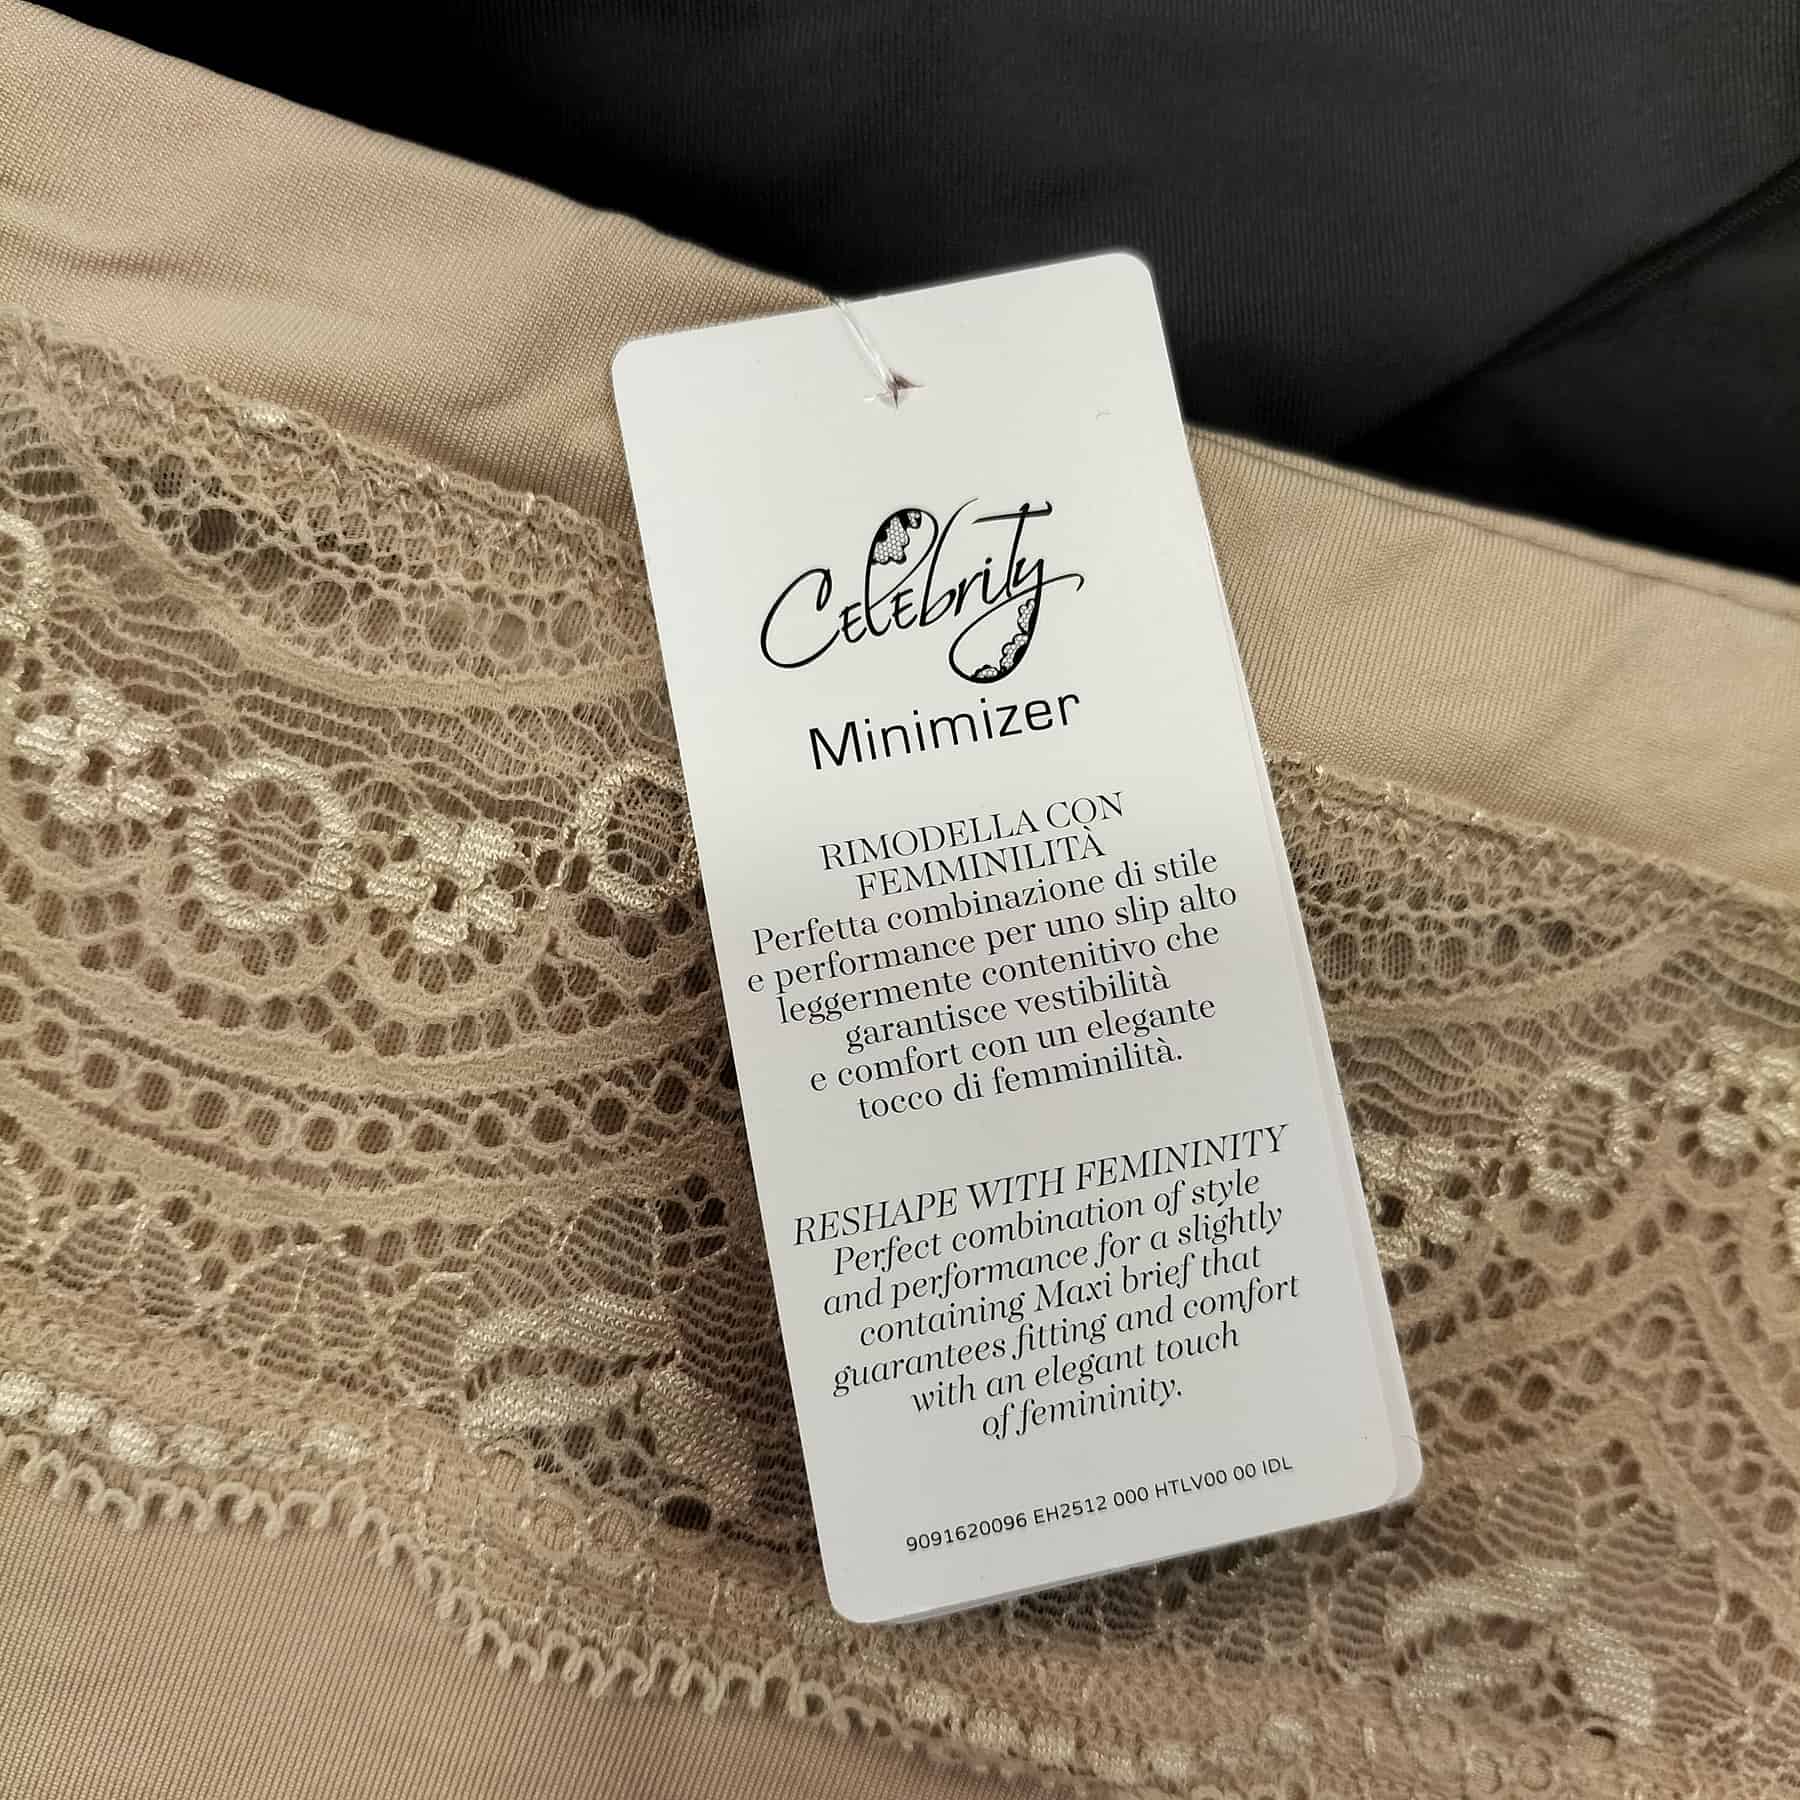 Celebrity
Minimizer
RIMODELLA CON
FEMMINILITÀ
Perfetta combinazione di stile
e performance per uno slip alto
leggermente contenitivo che
garantisce vestibilità
e comfort con un elegante
tocco di femminilità.
RESHAPE WITH FEMININITY
Perfect combination of style
and performance for a slightly
containing Maxi brief that
guarantees fitting and comfort
with an elegant touch
of femininity.
9091620096 EH2512 000 HTLV00 00 IDL